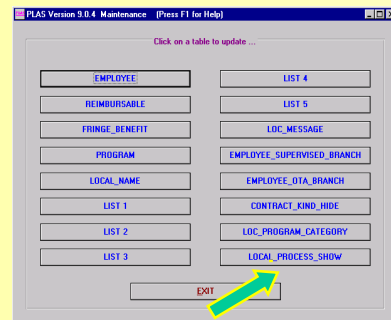 PLAS Version 9.0.4 Maintenance (Press F1 for Help)
Click on a table to update ...
EMPLOYEE
LIST 4
REIMBURSABLE
LIST 5
FRINGE_BENEFIT
LOC_MESSAGE
PROGRAM
EMPLOYEE_SUPERVISED_BRANCH
LOCAL_NAME
EMPLOYEE_OTA_BRANCH
LIST 1
CONTRACT_KIND_HIDE
LIST 2
LOC_PROGRAM_CATEGORY
LIST 3
LOCAL_PROCESS_SHOW
EXIT